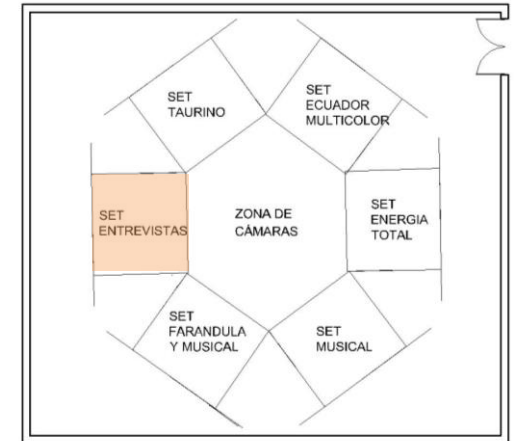 SET
TAURINO
SET
ECUADOR
MULTICOLOR
SET
ENTREVISTAS
ZONA DE
CÁMARAS
SET
ENERGIA
TOTAL
SET
FARANDULA
Y MUSICAL
SET
MUSICAL